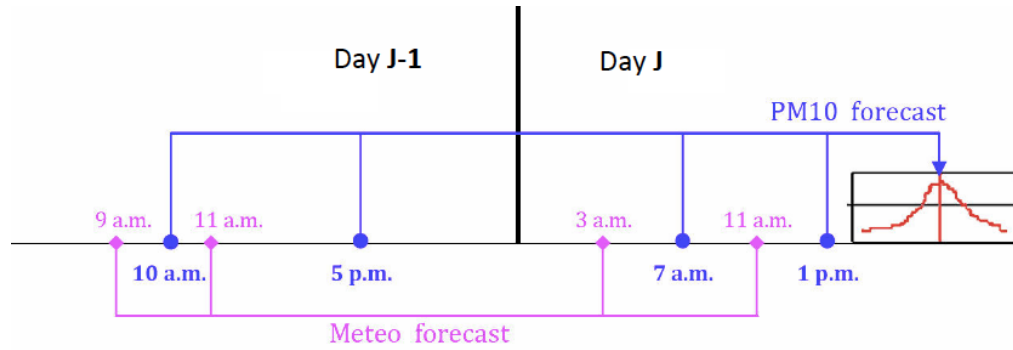 Day J-1
Day J
PM10 forecast
9 a.m.
11 a.m.
3 a.m.
11 a.m.
10 a.m.
5 p.m.
7 a.m.
1 p.m.
Meteo forecast